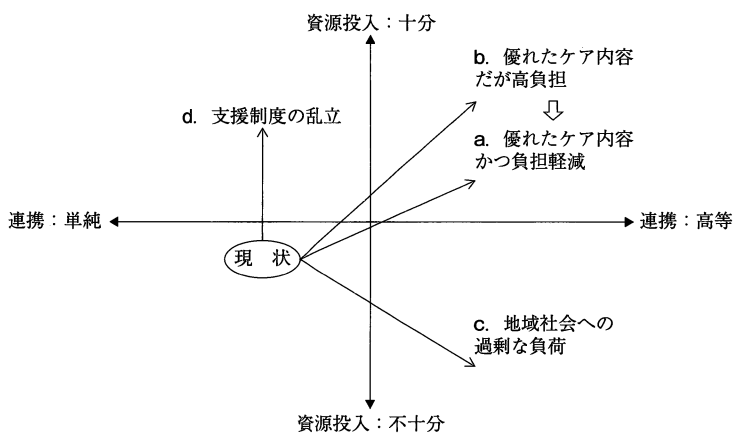 資源投入：十分
b. 優れたケア内容
だが高負担
d. 支援制度の乱立
a. 優れたケア内容
かつ負担軽減
連携：単純
連携：高等
現　状
c. 地域社会への
過剰な負荷
資源投入：不十分